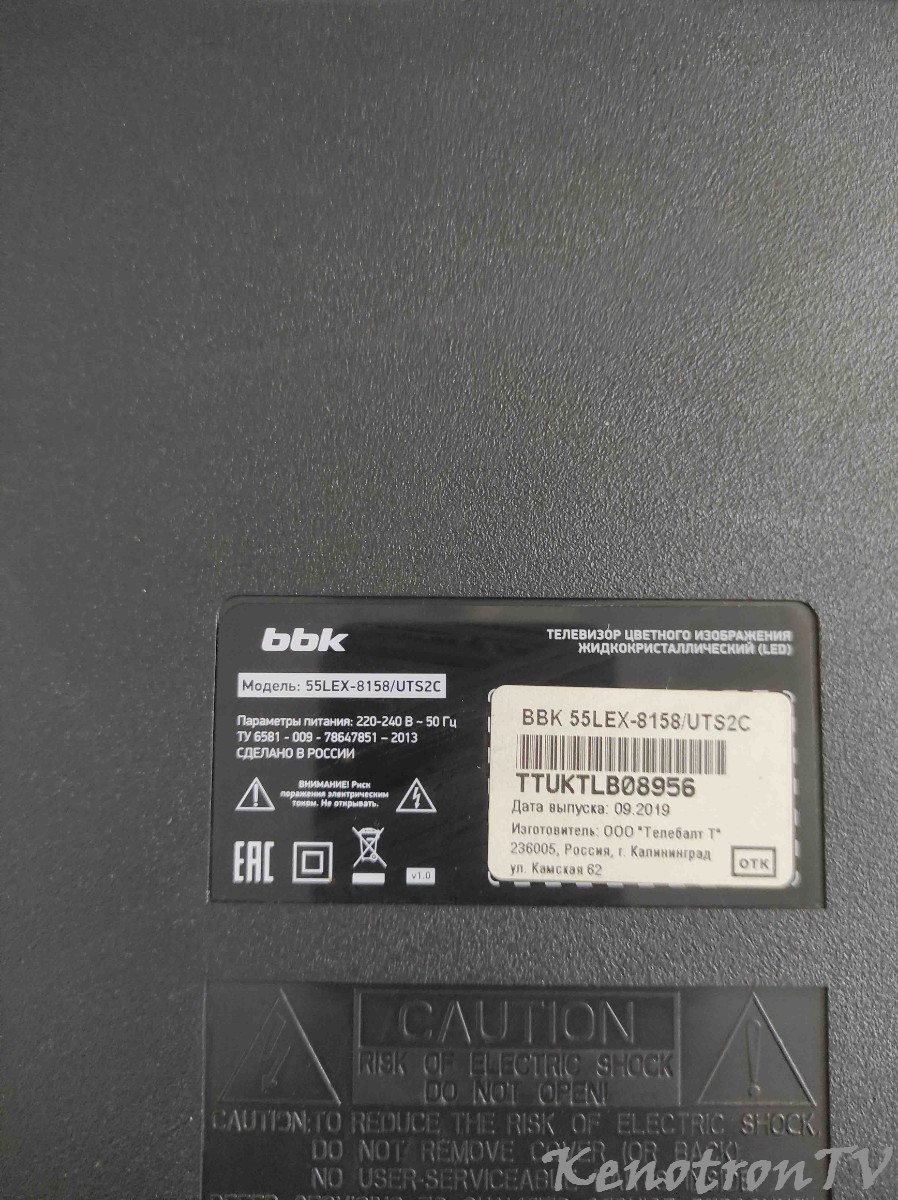 bbk
ТЕЛЕВИЗОР ЦВЕТНОГО ИЗОБРАЖЕНИЯ
ЖИДКОКРИСТАЛЛИЧЕСКИЙ (LED)
Модель: 55LEX-8158/UTS2C
Параметры питания: 220-240 В ~ 50 Гц
ТУ 6581 - 009 - 78647851 – 2013
СДЕЛАНО В РОССИИ
ВНИМАНИЕ! Риск
поражения электрическим
током. Не открывать.
EAC
v1.0
BBK 55LEX-8158/UTS2C
TTUKTLB08956
Дата выпуска: 09.2019
Изготовитель: ООО "Телебалт Т"
236005, Россия, г. Калининград
ул. Камская 62
ОТК
CAUTION
RISK OF ELECTRIC SHOCK
DO NOT OPEN!
CAUTION:TO REDUCE THE RISK OF ELECTRIC SHOCK,
DO NOT REMOVE COVER (OR BACK)
NO USER-SERVICEABLE
KenotronTV